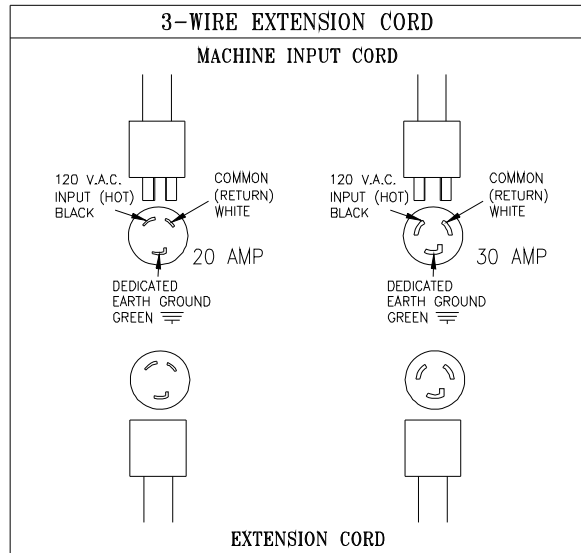 3-WIRE EXTENSION CORD
MACHINE INPUT CORD
120 V.A.C.
INPUT (HOT)
BLACK
COMMON
(RETURN)
WHITE
20 AMP
DEDICATED
EARTH GROUND
GREEN
120 V.A.C.
INPUT (HOT)
BLACK
COMMON
(RETURN)
WHITE
30 AMP
DEDICATED
EARTH GROUND
GREEN
EXTENSION CORD